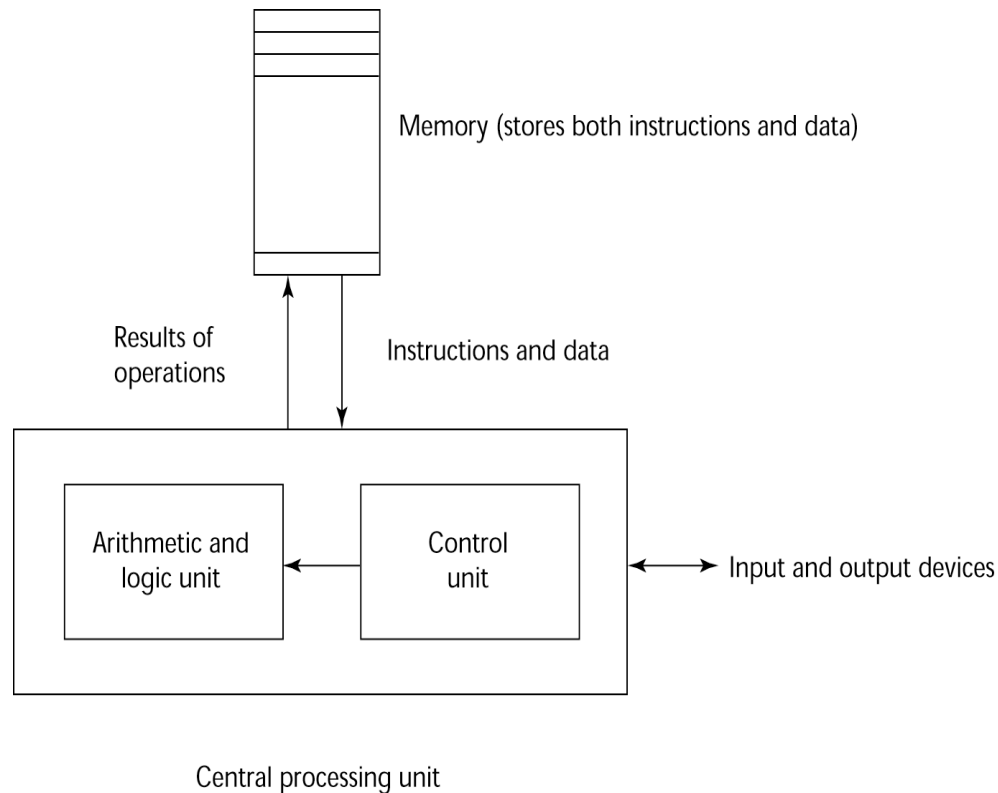 Memory (stores both instructions and data)
Results of
operations
Instructions and data
Arithmetic and
logic unit
Control
unit
Input and output devices
Central processing unit